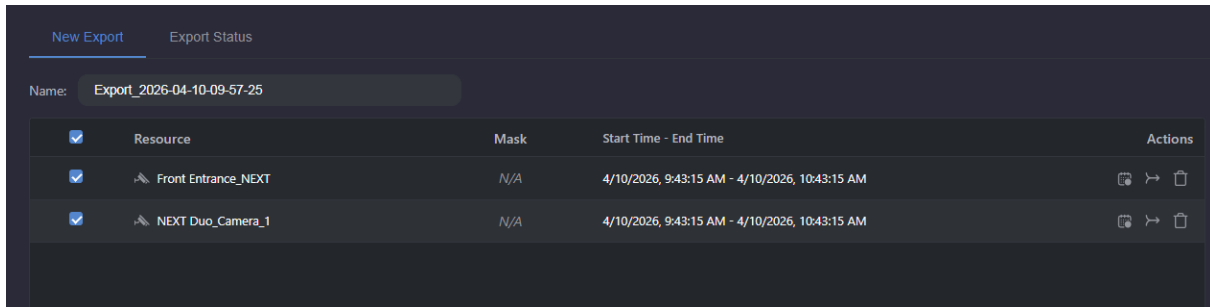 New Export Export Status
Name: Export_2026-04-10-09-57-25
Resource Mask Start Time - End Time Actions
Front Entrance_NEXT N/A 4/10/2026, 9:43:15 AM - 4/10/2026, 10:43:15 AM
NEXT Duo_Camera_1 N/A 4/10/2026, 9:43:15 AM - 4/10/2026, 10:43:15 AM